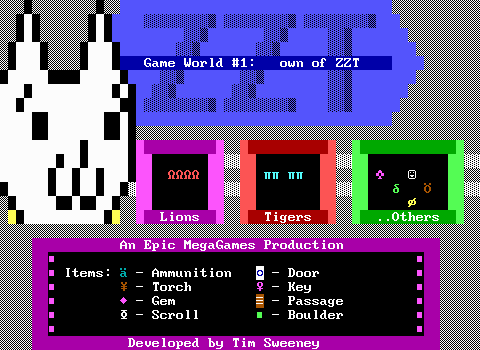 ZZT
Game World #1: own of ZZT
Lions
Tigers
..Others
An Epic MegaGames Production
Items: ä - Ammunition
¥ - Torch
♦ - Gem
Φ - Scroll
◘ - Door
♀ - Key
≡ - Passage
■ - Boulder
Developed by Tim Sweeney